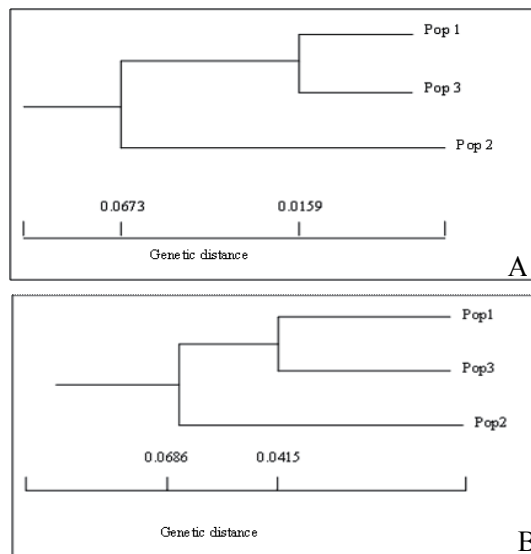 Pop 1
Pop 3
Pop 2
0.0673 0.0159
Genetic distance
A
Pop1
Pop3
Pop2
0.0686 0.0415
Genetic distance
B